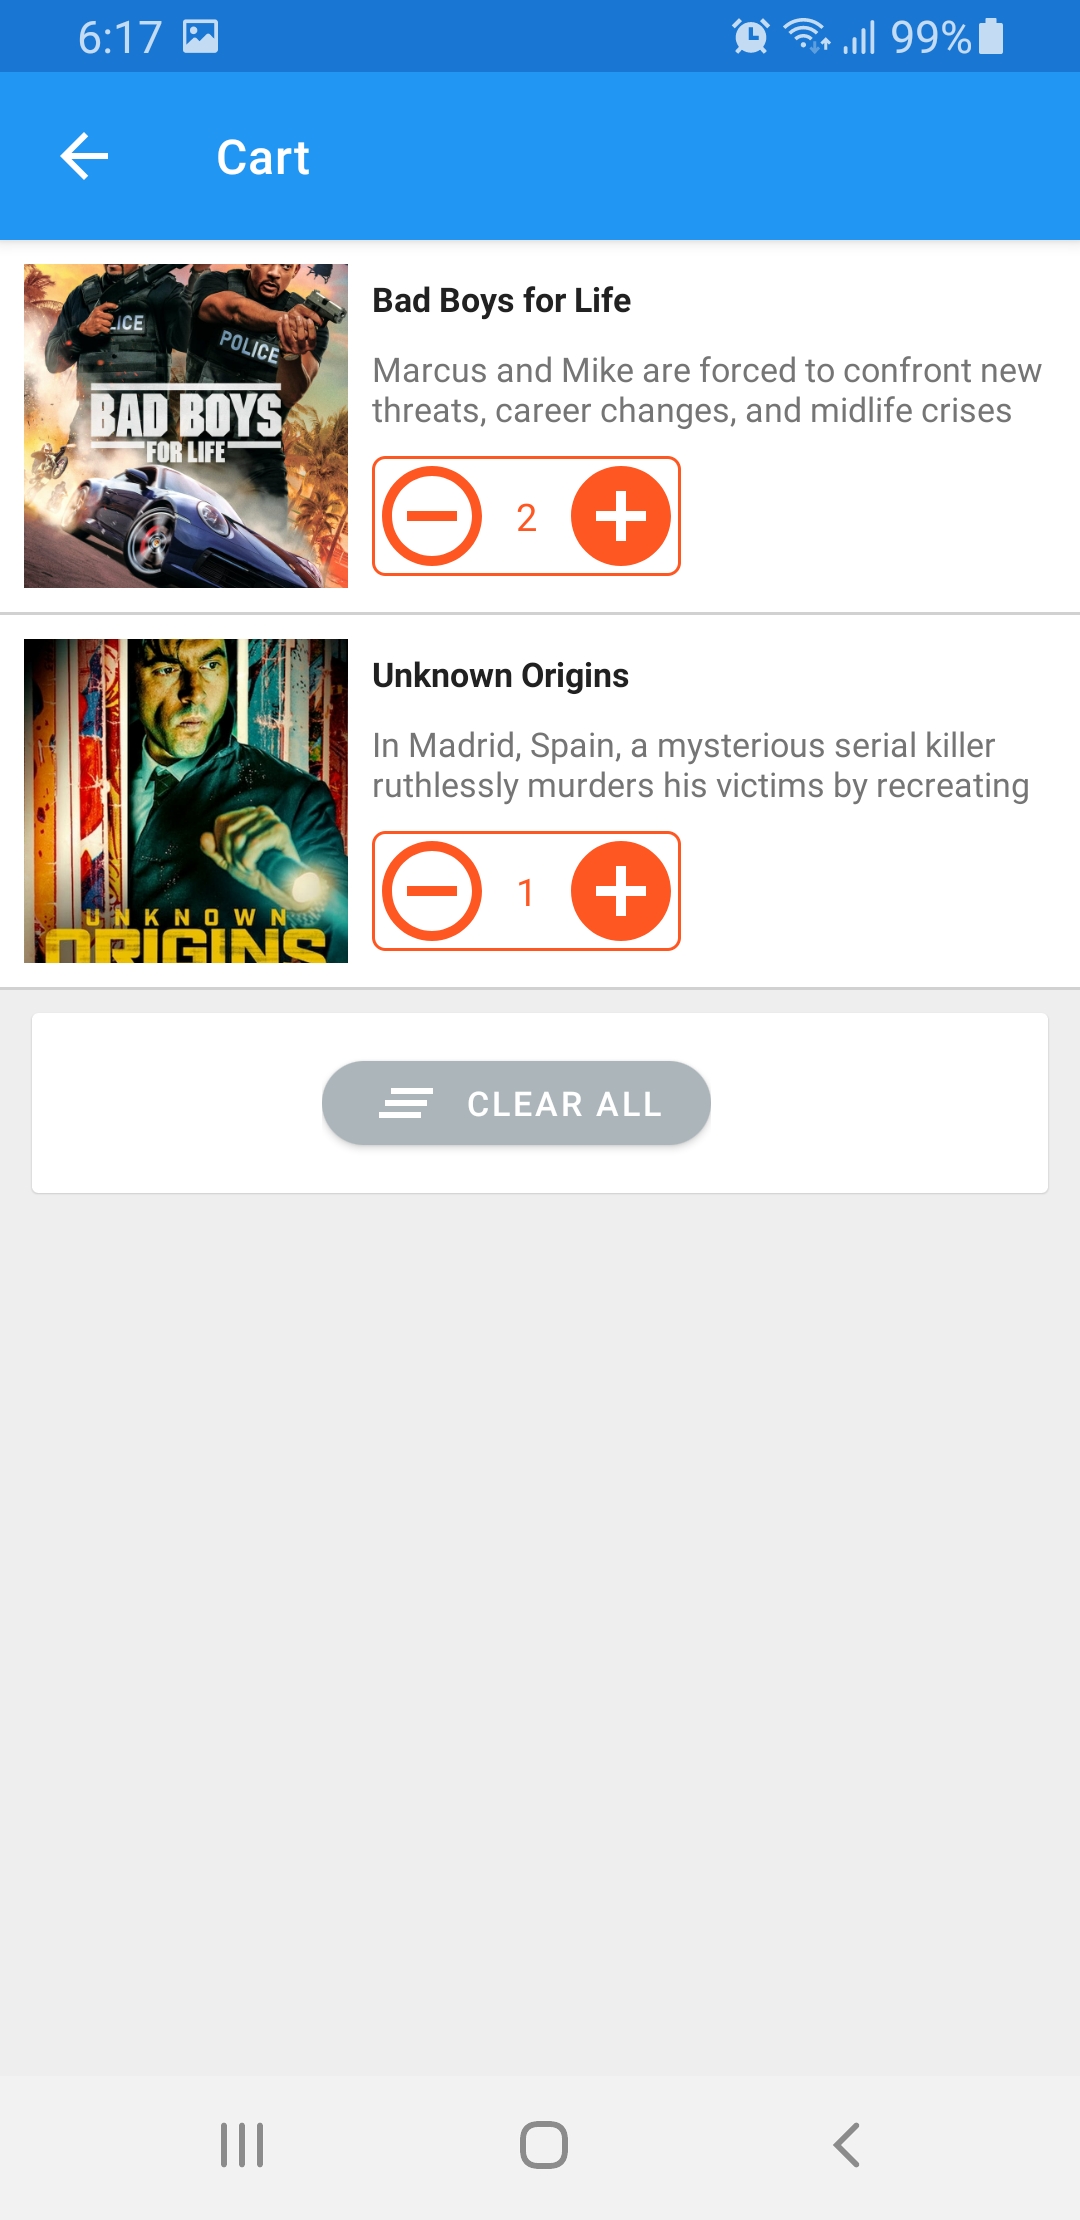 6:17
99%
Cart
ICE
POLICE
BAD BOYS
FOR LIFE
Bad Boys for Life
Marcus and Mike are forced to confront new
threats, career changes, and midlife crises
2
UNKNOWN
ORIGINS
Unknown Origins
In Madrid, Spain, a mysterious serial killer
ruthlessly murders his victims by recreating
1
CLEAR ALL